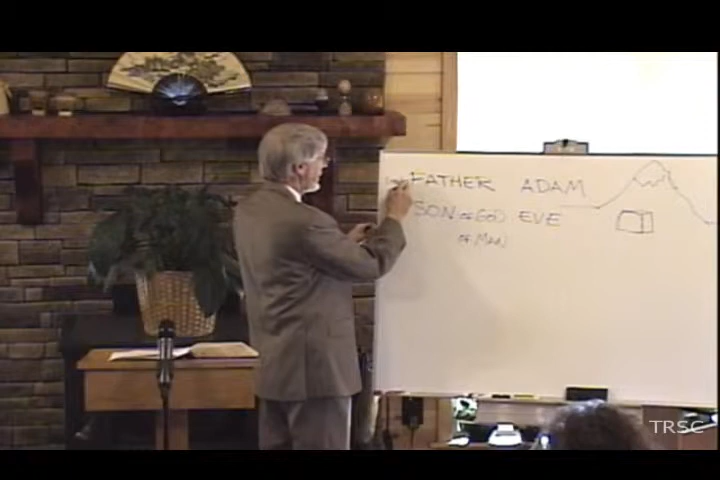 FATHER ADAM
SON OF GOD EVE
OF MAN
TRSC